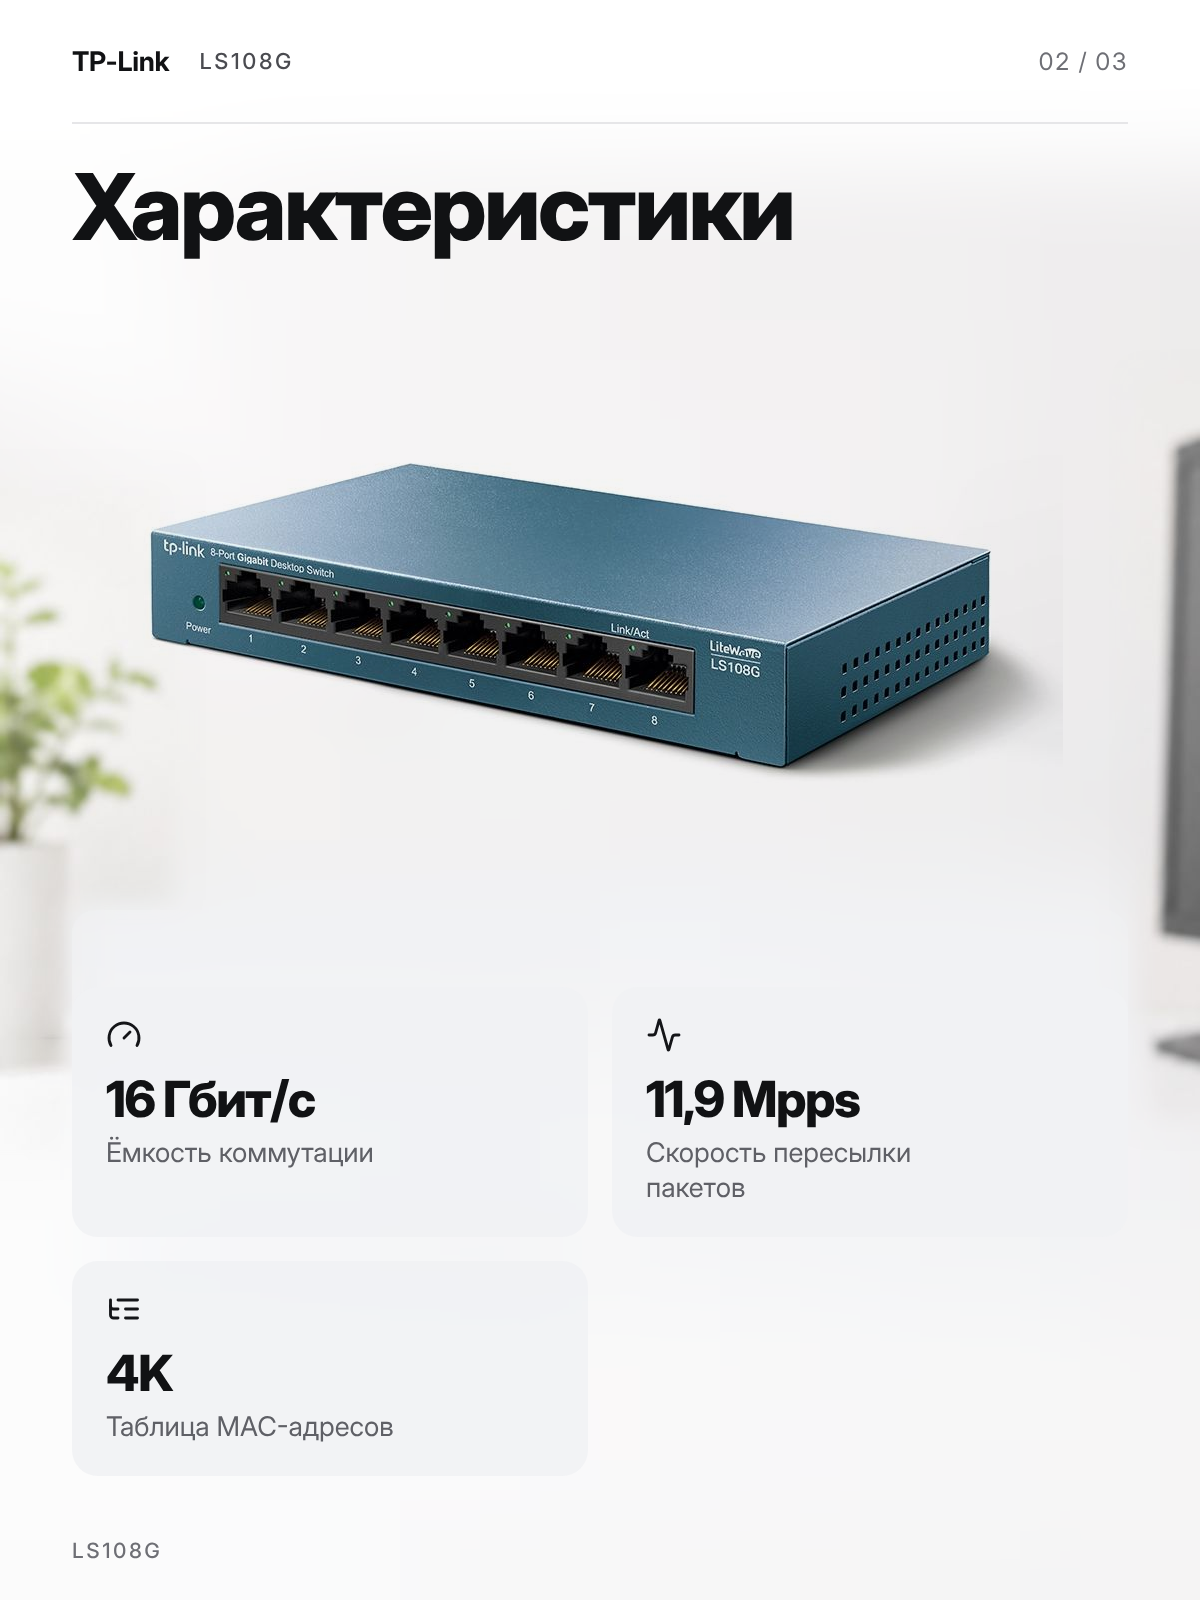 TP-Link LS108G 02 / 03
Характеристики
tp-link 8-Port Gigabit Desktop Switch
Power
Link/Act
LiteWave
LS108G
1 2 3 4 5 6 7 8
16 Гбит/с
Ёмкость коммутации
11,9 Mpps
Скорость пересылки
пакетов
4K
Таблица MAC-адресов
LS108G